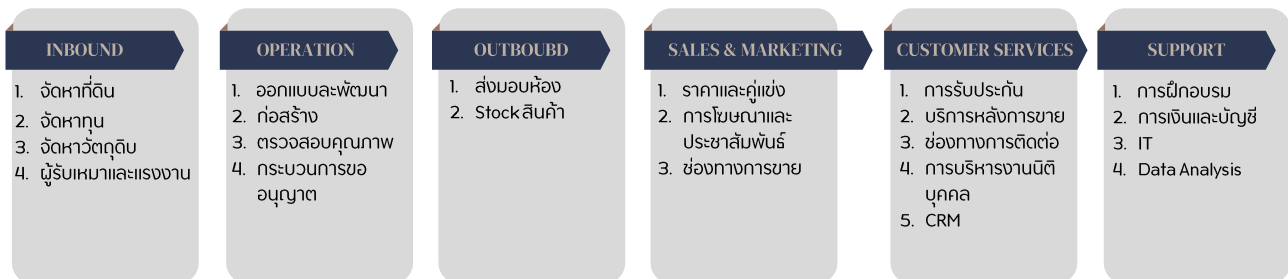 INBOUND
1. จัดหาที่ดิน
2. จัดหาทุน
3. จัดหาวัตถุดิบ
4. ผู้รับเหมาและแรงงาน
OPERATION
1. ออกแบบละพัฒนา
2. ก่อสร้าง
3. ตรวจสอบคุณภาพ
4. กระบวนการขอ
อนุญาต
OUTBOUBD
1. ส่งมอบห้อง
2. Stock สินค้า
SALES & MARKETING
1. ราคาและคู่แข่ง
2. การโฆษณาและ
ประชาสัมพันธ์
3. ช่องทางการขาย
CUSTOMER SERVICES
1. การรับประกัน
2. บริการหลังการขาย
3. ช่องทางการติดต่อ
4. การบริหารงานนิติ
บุคคล
5. CRM
SUPPORT
1. การฝึกอบรม
2. การเงินและบัญชี
3. IT
4. Data Analysis